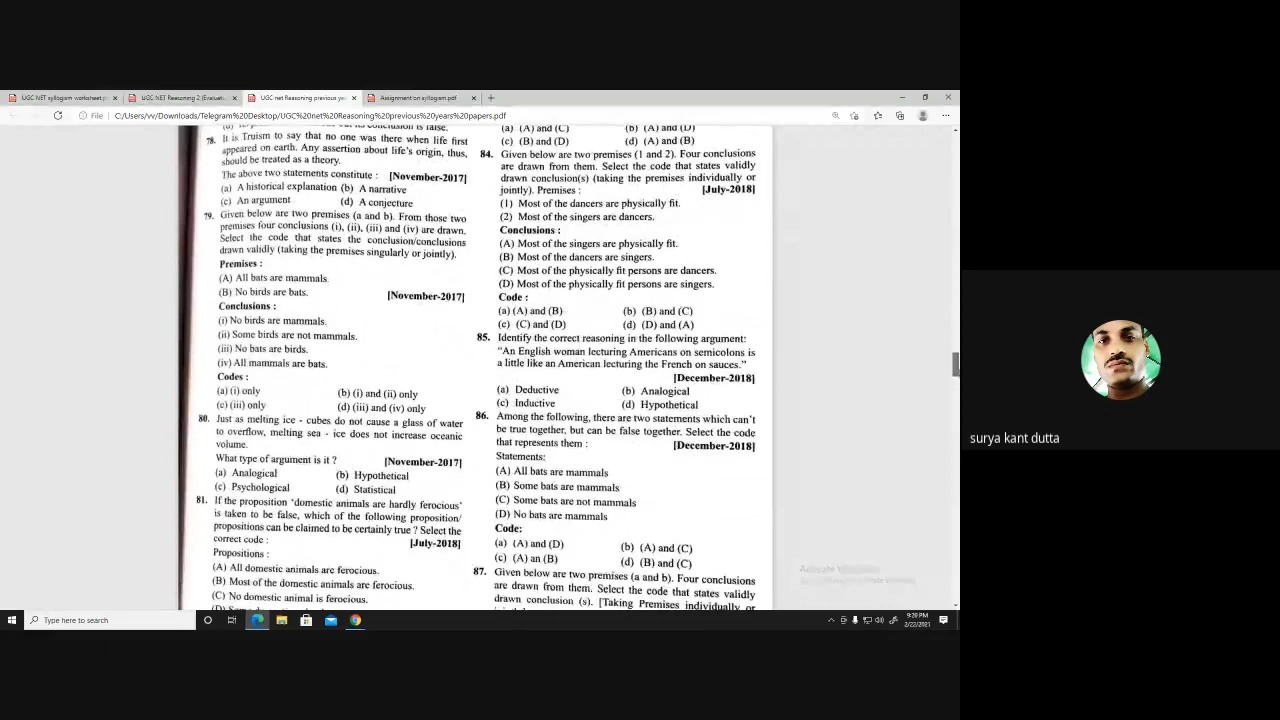 UGC NET syllogism worksheet.p
UGC NET Reasoning 2 (Evaluati
UGC net Reasoning previous ye
Assignment on syllogism.pdf
File
C:/Users/vv/Downloads/Telegram%20Desktop/UGC%20net%20Reasoning%20previous%20years%20papers.pdf
conclusion is false.
78. It is Truism to say that no one was there when life first
appeared on earth. Any assertion about life's origin, thus,
should be treated as a theory.
The above two statements constitute : [November-2017]
(a) A historical explanation (b) A narrative
(c) An argument (d) A conjecture
79. Given below are two premises (a and b). From those two
premises four conclusions (i), (ii), (iii) and (iv) are drawn.
Select the code that states the conclusion/conclusions
drawn validly (taking the premises singularly or jointly).
Premises :
(A) All bats are mammals
(B) No birds are bats. [November-2017]
Conclusions :
(i) No birds are mammals.
(ii) Some birds are not mammals.
(iii) No bats are birds.
(iv) All mammals are bats.
Codes :
(a) (i) only (b) (i) and (ii) only
(c) (iii) only (d) (iii) and (iv) only
80. Just as melting ice - cubes do not cause a glass of water
to overflow, melting sea - ice does not increase oceanic
volume.
What type of argument is it ? [November-2017]
(a) Analogical (b) Hypothetical
(c) Psychological (d) Statistical
81. If the proposition 'domestic animals are hardly ferocious'
is taken to be false, which of the following proposition/
propositions can be claimed to be certainly true ? Select the
correct code : [July-2018]
Propositions :
(A) All domestic animals are ferocious.
(B) Most of the domestic animals are ferocious.
(C) No domestic animal is ferocious.
(a) (A) and (C) (b) (A) and (D)
(c) (B) and (D) (d) (A) and (B)
84. Given below are two premises (1 and 2). Four conclusions
are drawn from them. Select the code that states validly
drawn conclusion(s) (taking the premises individually or
jointly). Premises : [July-2018]
(1) Most of the dancers are physically fit.
(2) Most of the singers are dancers.
Conclusions :
(A) Most of the singers are physically fit.
(B) Most of the dancers are singers.
(C) Most of the physically fit persons are dancers.
(D) Most of the physically fit persons are singers.
Code :
(a) (A) and (B) (b) (B) and (C)
(c) (C) and (D) (d) (D) and (A)
85. Identify the correct reasoning in the following argument:
"An English woman lecturing Americans on semicolons is
a little like an American lecturing the French on sauces."
[December-2018]
(a) Deductive (b) Analogical
(c) Inductive (d) Hypothetical
86. Among the following, there are two statements which can't
be true together, but can be false together. Select the code
that represents them : [December-2018]
Statements:
(A) All bats are mammals
(B) Some bats are mammals
(C) Some bats are not mammals
(D) No bats are mammals
Code:
(a) (A) and (D) (b) (A) and (C)
(c) (A) an (B) (d) (B) and (C)
87. Given below are two premises (a and b). Four conclusions
are drawn from them. Select the code that states validly
drawn conclusion (s). [Taking Premises individually or
surya kant dutta
Type here to search
9:20 PM
2/22/2021